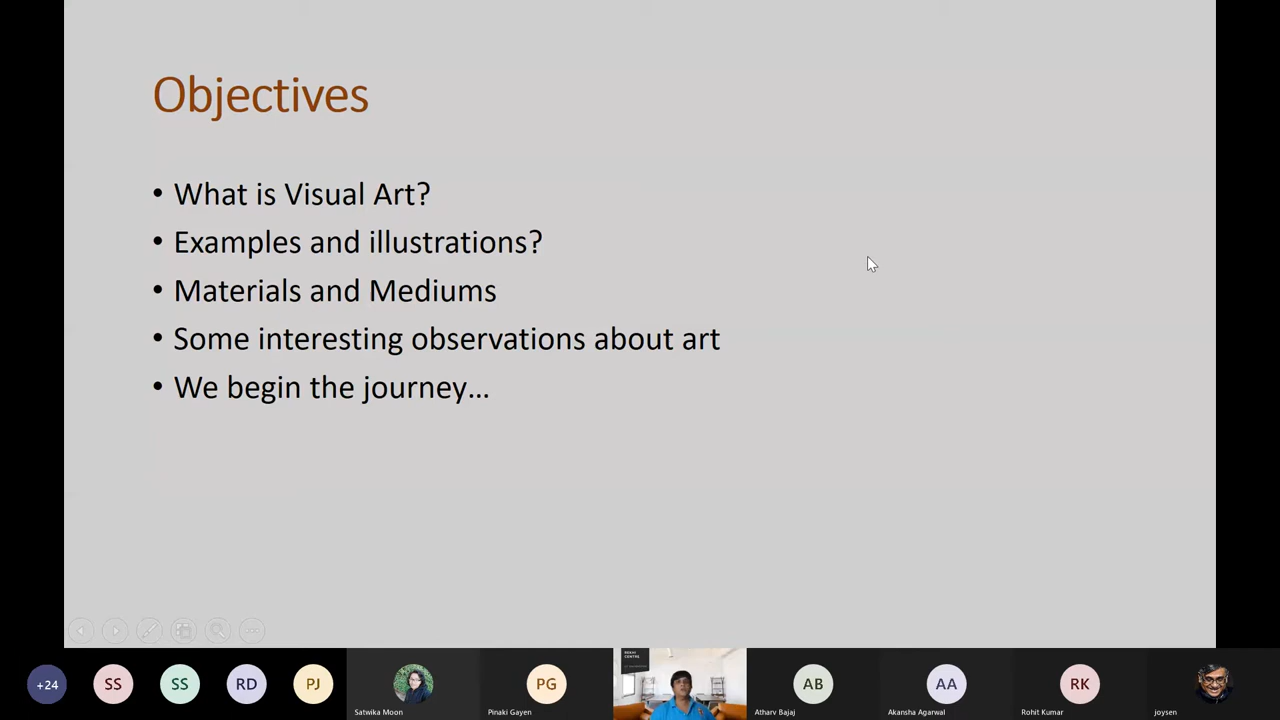 Objectives
• What is Visual Art?
• Examples and illustrations?
• Materials and Mediums
• Some interesting observations about art
• We begin the journey...
+24
SS
SS
RD
PJ
Satwika Moon
PG
Pinaki Gayen
AB
Atharv Bajaj
AA
Akansha Agarwal
RK
Rohit Kumar
joysen